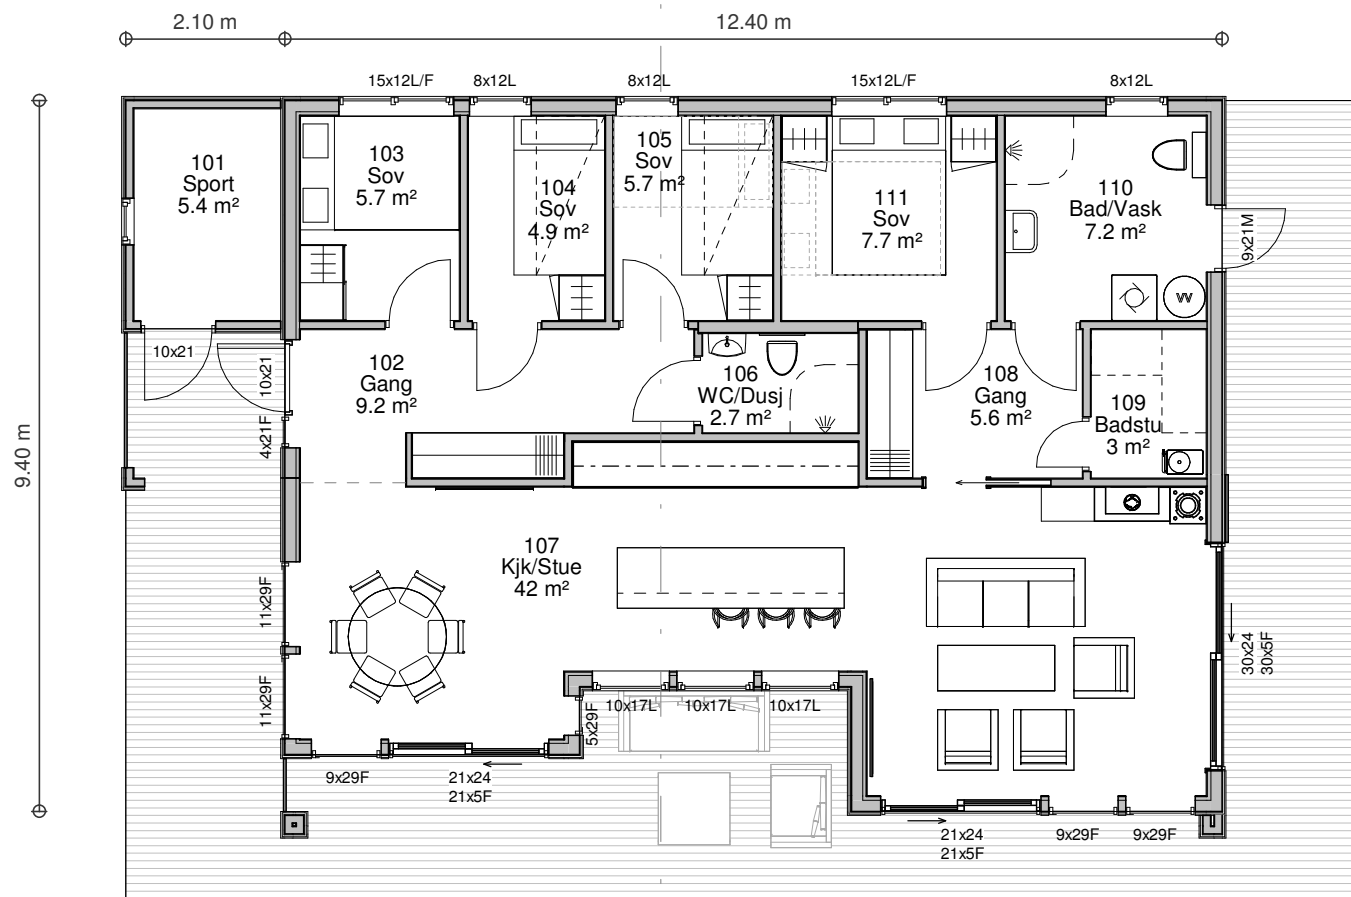 2.10 m
12.40 m
15x12L/F
8x12L
8x12L
15x12L/F
8x12L
101
Sport
5.4 m²
103
Sov
5.7 m²
104
Sov
4.9 m²
105
Sov
5.7 m²
111
Sov
7.7 m²
110
Bad/Vask
7.2 m²
9x21M
VV
10x21
10x21
4x21F
102
Gang
9.2 m²
106
WC/Dusj
2.7 m²
108
Gang
5.6 m²
109
Badstu
3 m²
9.40 m
107
Kjk/Stue
42 m²
11x29F
11x29F
30x24
30x5F
10x17L
10x17L
10x17L
5x29F
9x29F
21x24
21x5F
21x24
21x5F
9x29F
9x29F